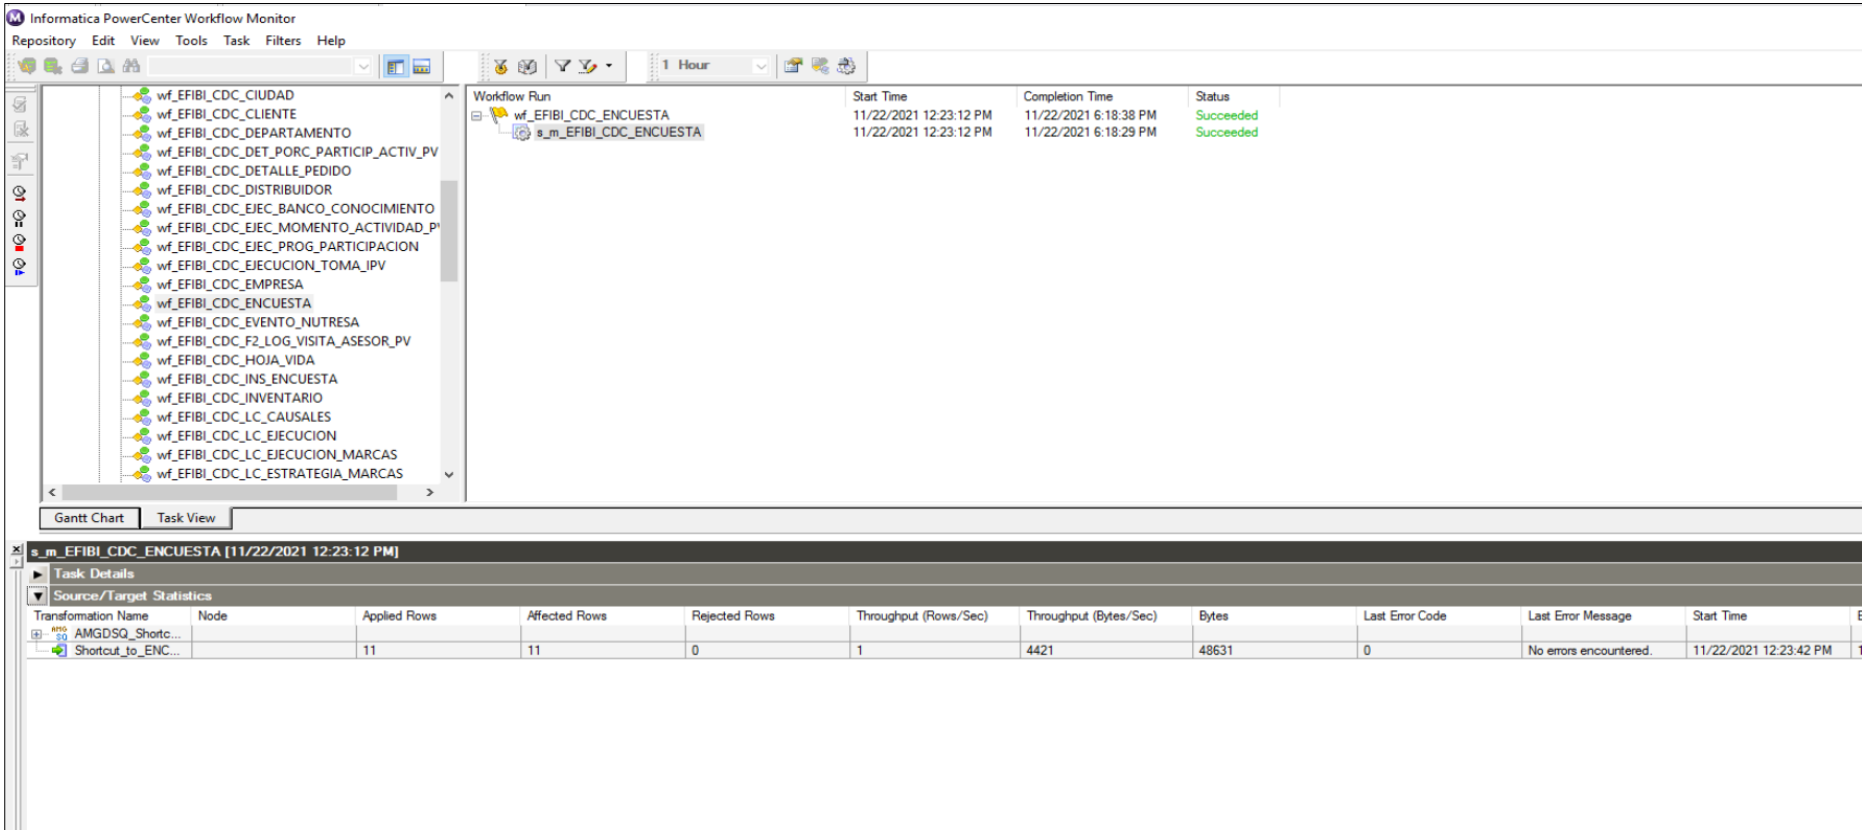 Informatica PowerCenter Workflow Monitor
Repository Edit View Tools Task Filters Help
1 Hour
wf_EFIBI_CDC_CIUDAD
wf_EFIBI_CDC_CLIENTE
wf_EFIBI_CDC_DEPARTAMENTO
wf_EFIBI_CDC_DET_PORC_PARTICIP_ACTIV_PV
wf_EFIBI_CDC_DETALLE_PEDIDO
wf_EFIBI_CDC_DISTRIBUIDOR
wf_EFIBI_CDC_EJEC_BANCO_CONOCIMIENTO
wf_EFIBI_CDC_EJEC_MOMENTO_ACTIVIDAD_P
wf_EFIBI_CDC_EJEC_PROG_PARTICIPACION
wf_EFIBI_CDC_EJECUCION_TOMA_IPV
wf_EFIBI_CDC_EMPRESA
wf_EFIBI_CDC_ENCUESTA
wf_EFIBI_CDC_EVENTO_NUTRESA
wf_EFIBI_CDC_F2_LOG_VISITA_ASESOR_PV
wf_EFIBI_CDC_HOJA_VIDA
wf_EFIBI_CDC_INS_ENCUESTA
wf_EFIBI_CDC_INVENTARIO
wf_EFIBI_CDC_LC_CAUSALES
wf_EFIBI_CDC_LC_EJECUCION
wf_EFIBI_CDC_LC_EJECUCION_MARCAS
wf_EFIBI_CDC_LC_ESTRATEGIA_MARCAS
Workflow Run Start Time Completion Time Status
wf_EFIBI_CDC_ENCUESTA 11/22/2021 12:23:12 PM 11/22/2021 6:18:38 PM Succeeded
s_m_EFIBI_CDC_ENCUESTA 11/22/2021 12:23:12 PM 11/22/2021 6:18:29 PM Succeeded
Gantt Chart Task View
s_m_EFIBI_CDC_ENCUESTA [11/22/2021 12:23:12 PM]
Task Details
Source/Target Statistics
Transformation Name Node Applied Rows Affected Rows Rejected Rows Throughput (Rows/Sec) Throughput (Bytes/Sec) Bytes Last Error Code Last Error Message Start Time
AMGDSQ_Shortc...
Shortcut_to_ENC... 11 11 0 1 4421 48631 0 No errors encountered. 11/22/2021 12:23:42 PM